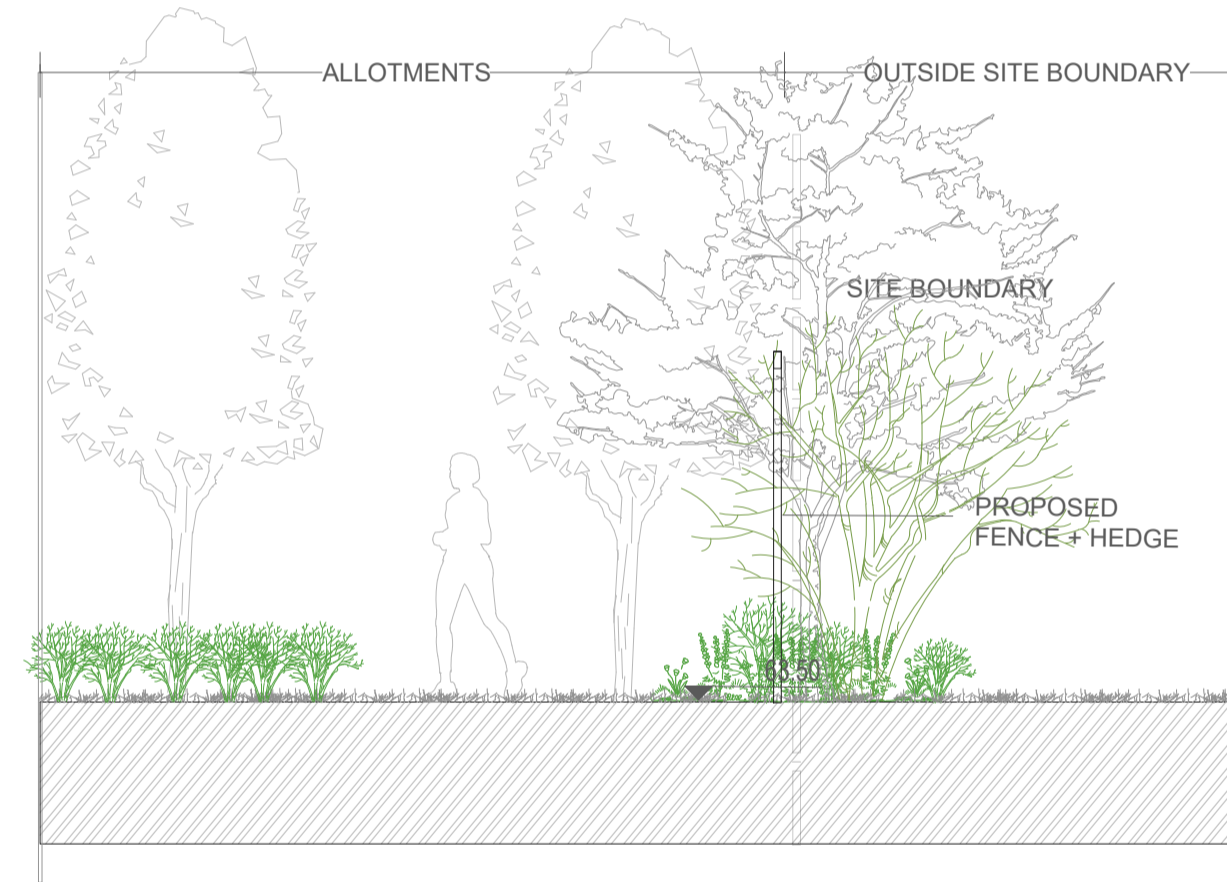 ALLOTMENTS
OUTSIDE SITE BOUNDARY
SITE BOUNDARY
PROPOSED
FENCE + HEDGE
63.50